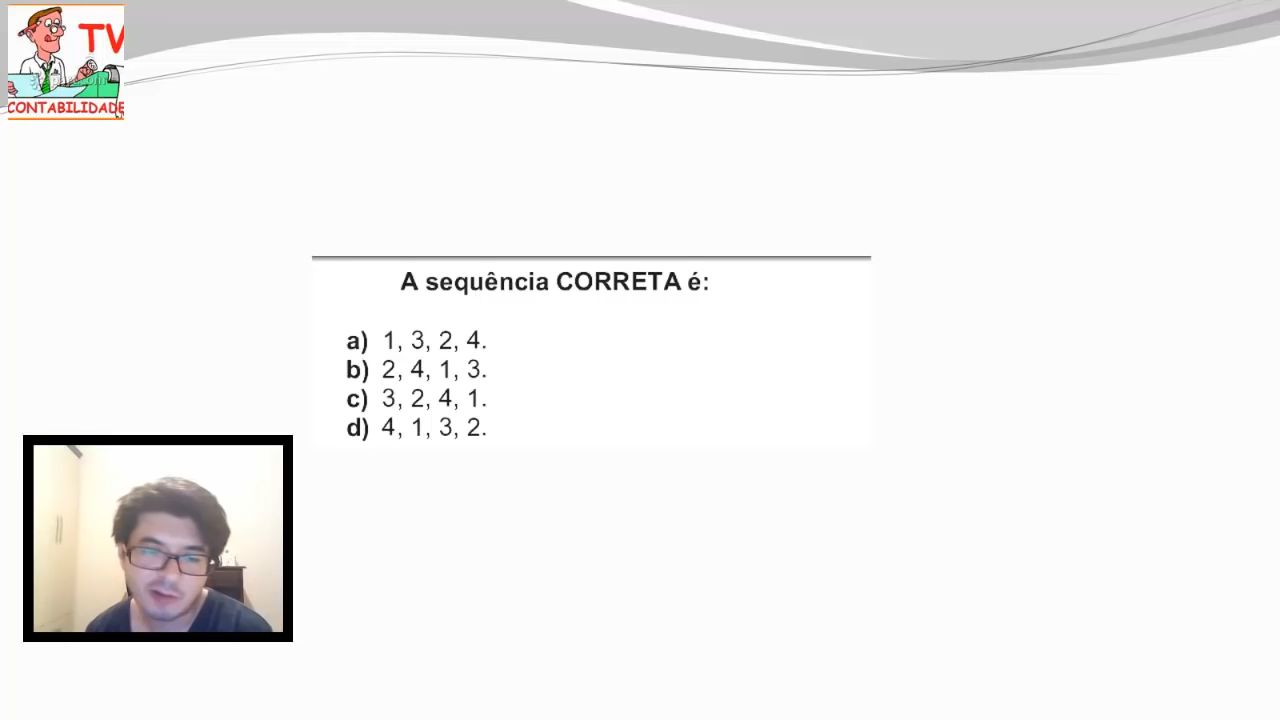 TV
CONTABILIDADE
A sequência CORRETA é:
a) 1, 3, 2, 4.
b) 2, 4, 1, 3.
c) 3, 2, 4, 1.
d) 4, 1, 3, 2.